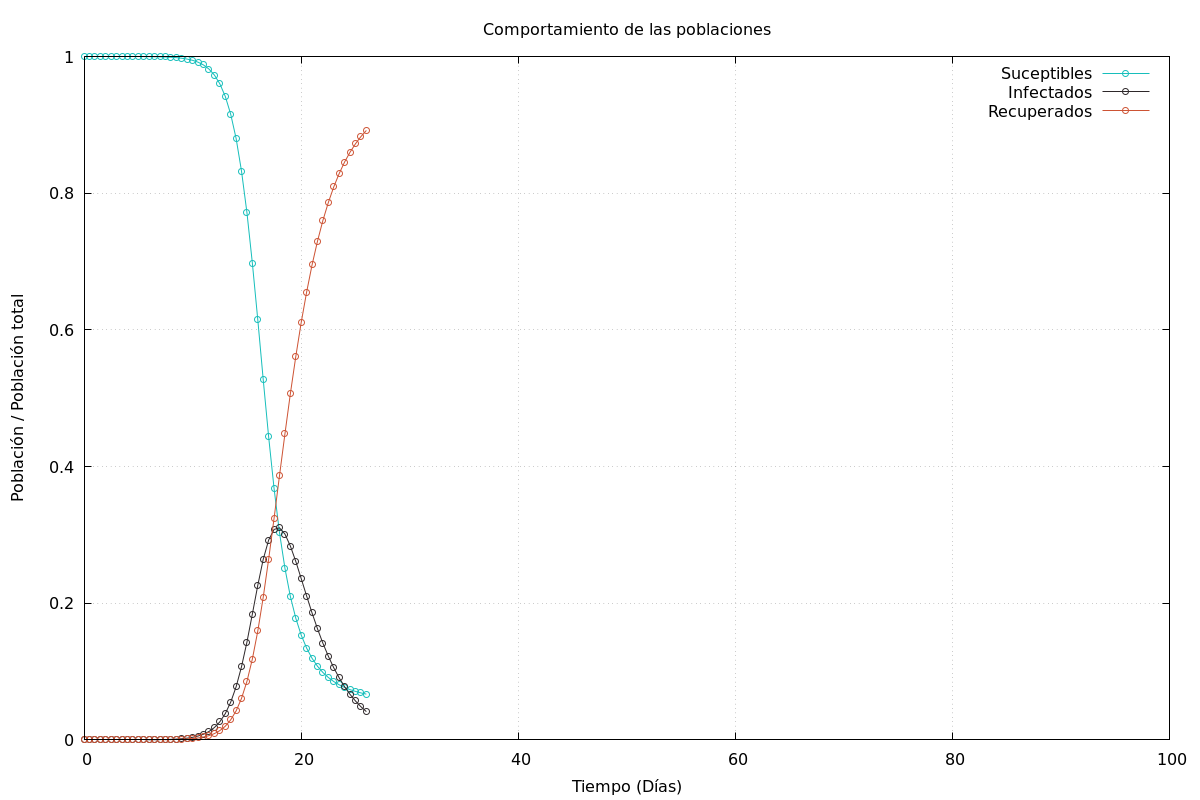 Comportamiento de las poblaciones
1
0.8
0.6
0.4
0.2
0
Población / Población total
Suceptibles
Infectados
Recuperados
0 20 40 60 80 100
Tiempo (Días)